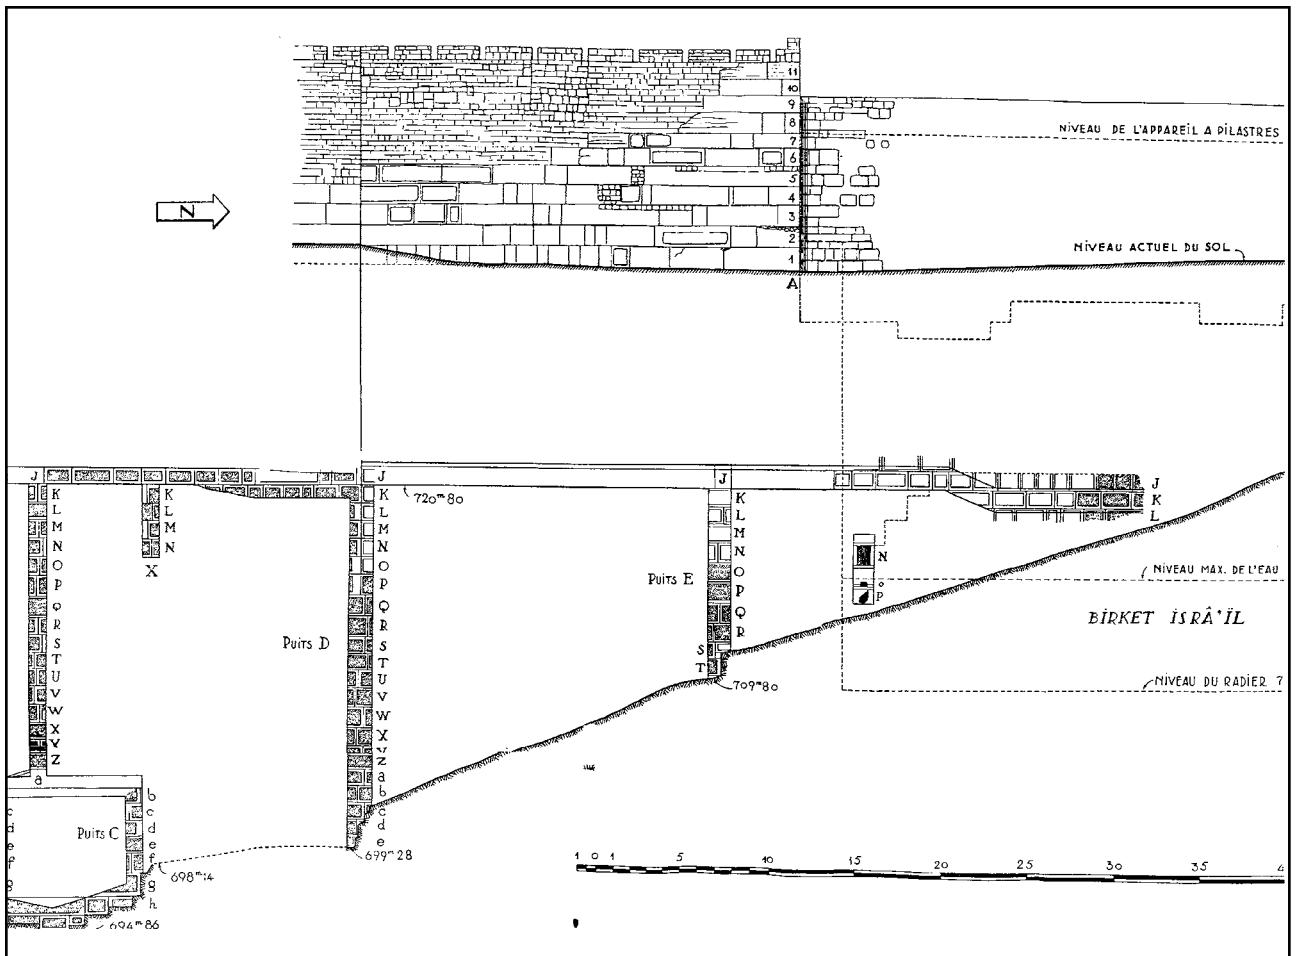 11
10
9
8
7
6
5
4
3
2
1
NIVEAU DE L'APPAREIL A PILASTRES
N
NIVEAU ACTUEL DU SOL
A
J
J
J
720ᵐ80
K
L
M
N
O
P
Q
R
S
T
U
V
W
X
Y
Z
a
K
L
M
N
X
K
L
M
N
O
P
Q
R
S
T
U
V
W
X
Y
Z
a
b
c
d
e
Puits D
699ᵐ28
K
L
M
N
O
P
Q
R
S
T
Puits E
709ᵐ80
N
o
P
J
K
L
NIVEAU MAX. DE L'EAU
BIRKET ISRÂ'ÎL
NIVEAU DU RADIER 7
c
d
e
f
g
Puits C
b
c
d
e
f
g
h
698ᵐ14
694ᵐ86
1 0 1 5 10 15 20 25 30 35 4